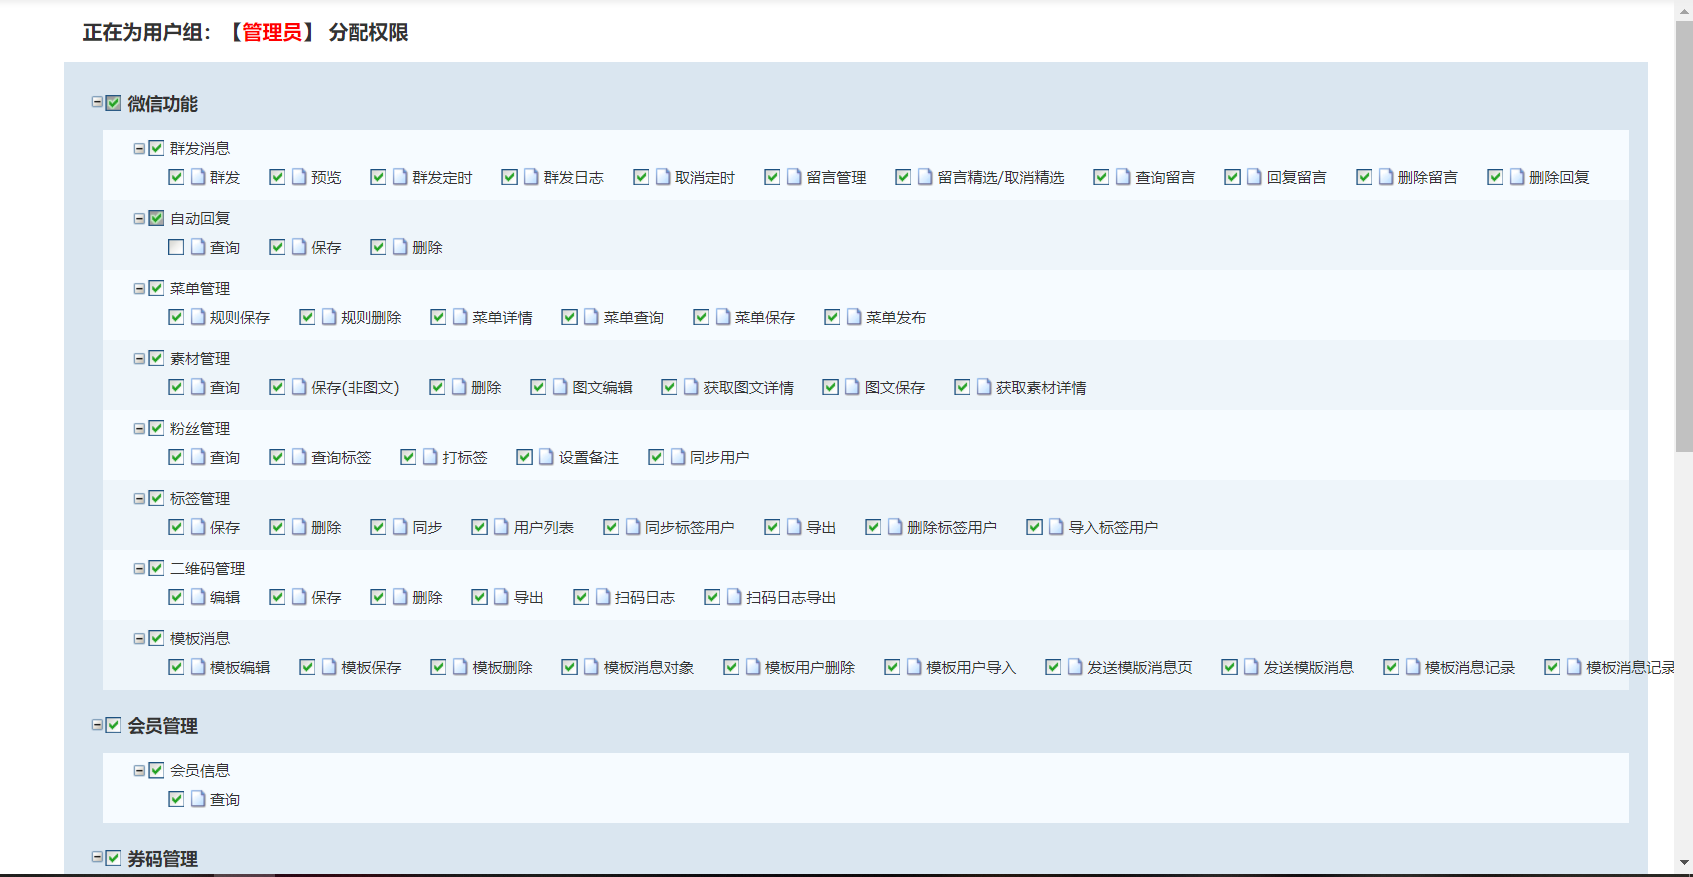 正在为用户组：【管理员】 分配权限
微信功能
群发消息
群发 预览 群发定时 群发日志 取消定时 留言管理 留言精选/取消精选 查询留言 回复留言 删除留言 删除回复
自动回复
查询 保存 删除
菜单管理
规则保存 规则删除 菜单详情 菜单查询 菜单保存 菜单发布
素材管理
查询 保存(非图文) 删除 图文编辑 获取图文详情 图文保存 获取素材详情
粉丝管理
查询 查询标签 打标签 设置备注 同步用户
标签管理
保存 删除 同步 用户列表 同步标签用户 导出 删除标签用户 导入标签用户
二维码管理
编辑 保存 删除 导出 扫码日志 扫码日志导出
模板消息
模板编辑 模板保存 模板删除 模板消息对象 模板用户删除 模板用户导入 发送模版消息页 发送模版消息 模板消息记录 模板消息记录
会员管理
会员信息
查询
券码管理